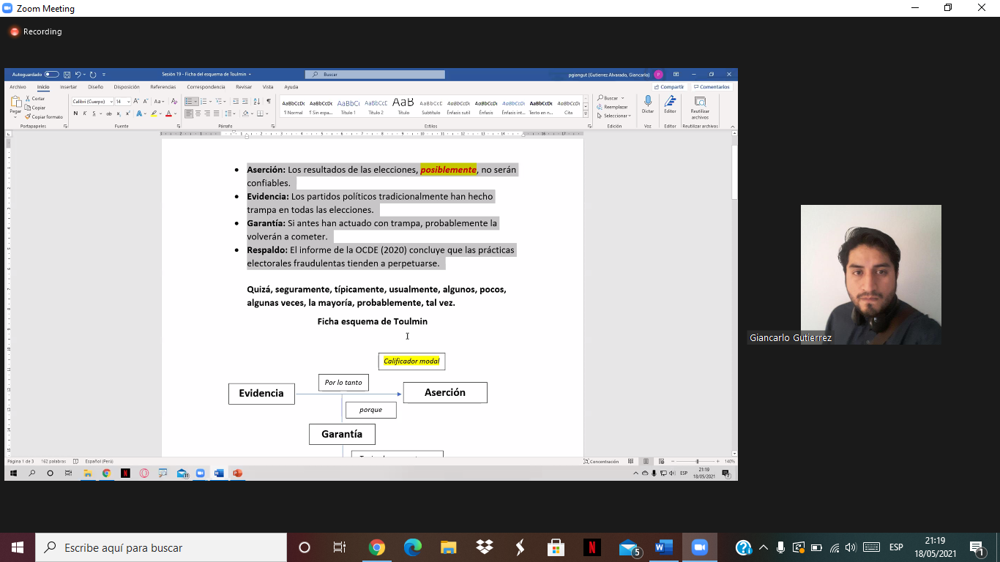 Zoom Meeting
Recording
Autoguardado
Sesión 19 - Ficha del esquema de Toulmin
Buscar
pgiangut (Gutierrez Alvarado, Giancarlo)
P
Archivo Inicio Insertar Diseño Disposición Referencias Correspondencia Revisar Vista Ayuda
Compartir Comentarios
Pegar
Cortar
Copiar
Copiar formato
Portapapeles
Calibri (Cuerpo) 14
Fuente
Párrafo
AaBbCcDc AaBbCcDc AaBbCc AaBbCcC AaB AaBbCcC AaBbCcDc AaBbCcDc AaBbCcDc AaBbCcDc AaBbCcDc
1 Normal 1 Sin espa... Título 1 Título 2 Título Subtítulo Énfasis sutil Énfasis Énfasis int... Texto en n... Cita
Estilos
Buscar
Reemplazar
Seleccionar
Edición
Dictar
Voz
Editor
Editor
Reutilizar archivos
Reutilizar archivos
• Aserción: Los resultados de las elecciones, posiblemente, no serán
confiables.
• Evidencia: Los partidos políticos tradicionalmente han hecho
trampa en todas las elecciones.
• Garantía: Si antes han actuado con trampa, probablemente la
volverán a cometer.
• Respaldo: El informe de la OCDE (2020) concluye que las prácticas
electorales fraudulentas tienden a perpetuarse.
Quizá, seguramente, típicamente, usualmente, algunos, pocos,
algunas veces, la mayoría, probablemente, tal vez.
Ficha esquema de Toulmin
Calificador modal
Por lo tanto
Evidencia
Aserción
porque
Garantía
Giancarlo Gutierrez
Página 1 de 3 162 palabras Español (Perú)
Concentración
140%
11
ESP
21:19
18/05/2021
7
Escribe aquí para buscar
5
ESP
21:19
18/05/2021
1